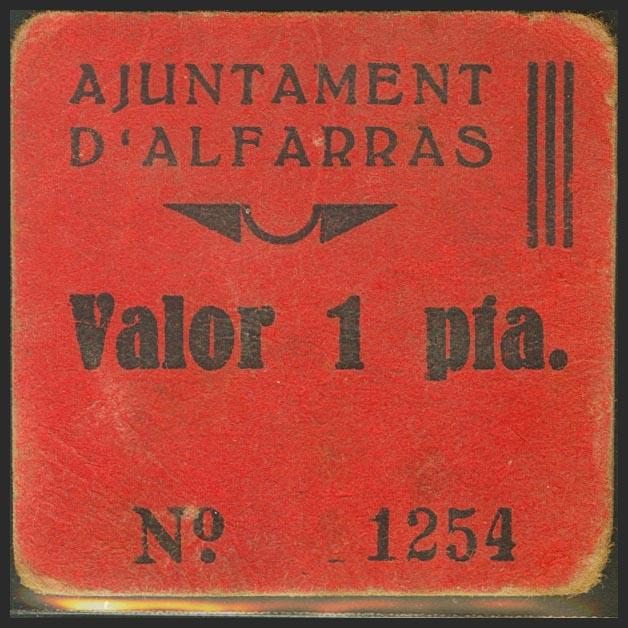 AJUNTAMENT
D'ALFARRAS
Valor 1 pta.
Nº 1254